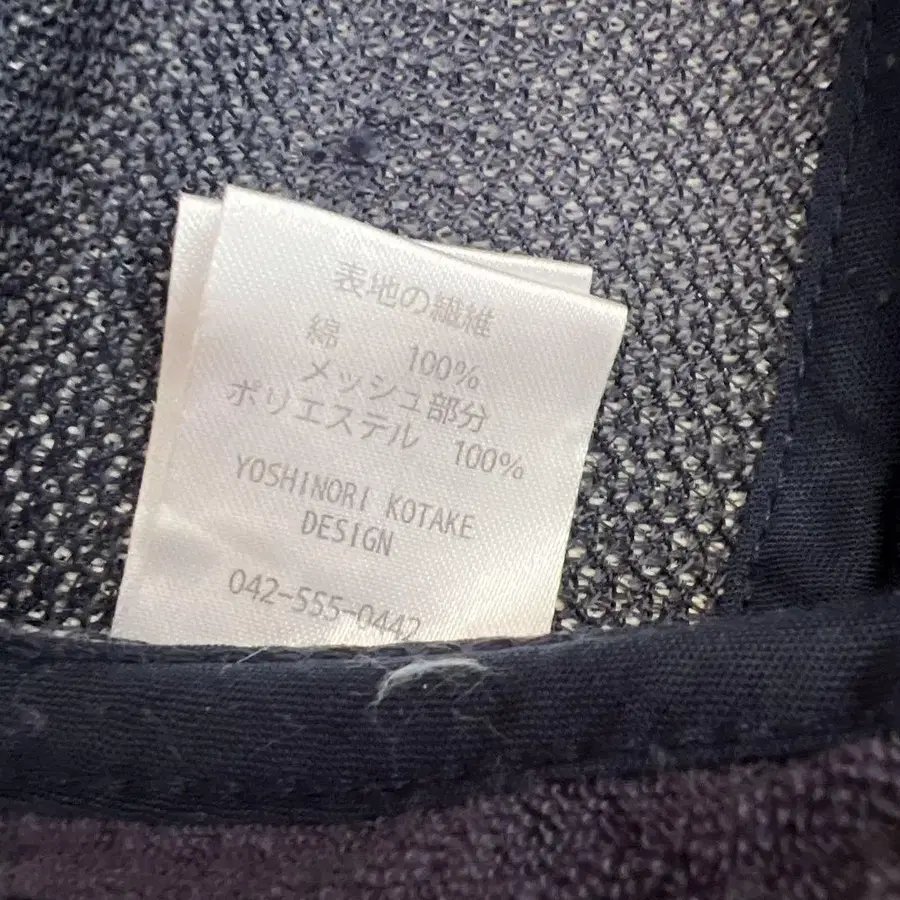 表地の繊維
綿 100%
メッシュ部分
ポリエステル 100%
YOSHINORI KOTAKE
DESIGN
042-555-0442